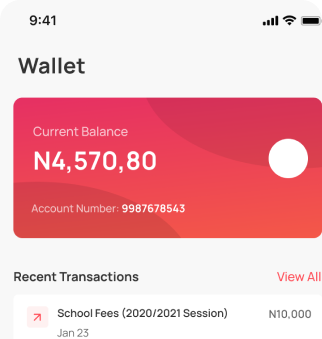 9:41
Wallet
Current Balance
N4,570,80
Account Number: 9987678543
Recent Transactions View All
School Fees (2020/2021 Session) N10,000
Jan 23